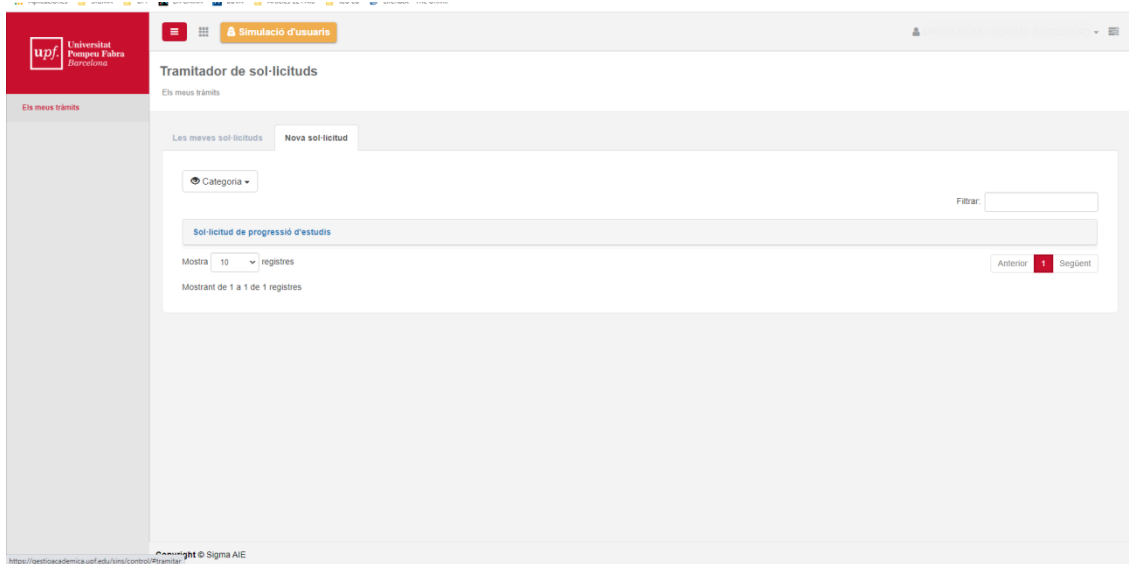 upf.
Universitat
Pompeu Fabra
Barcelona
Simulació d'usuaris
Tramitador de sol·licituds
Els meus tràmits
Els meus tràmits
Les meves sol·licituds
Nova sol·licitud
Categoria
Filtrar:
Sol·licitud de progressió d'estudis
Mostra 10 registres
Anterior 1 Següent
Mostrant de 1 a 1 de 1 registres
Copyright © Sigma AIE
https://gestioacademica.upf.edu/sins/control/#tramitar